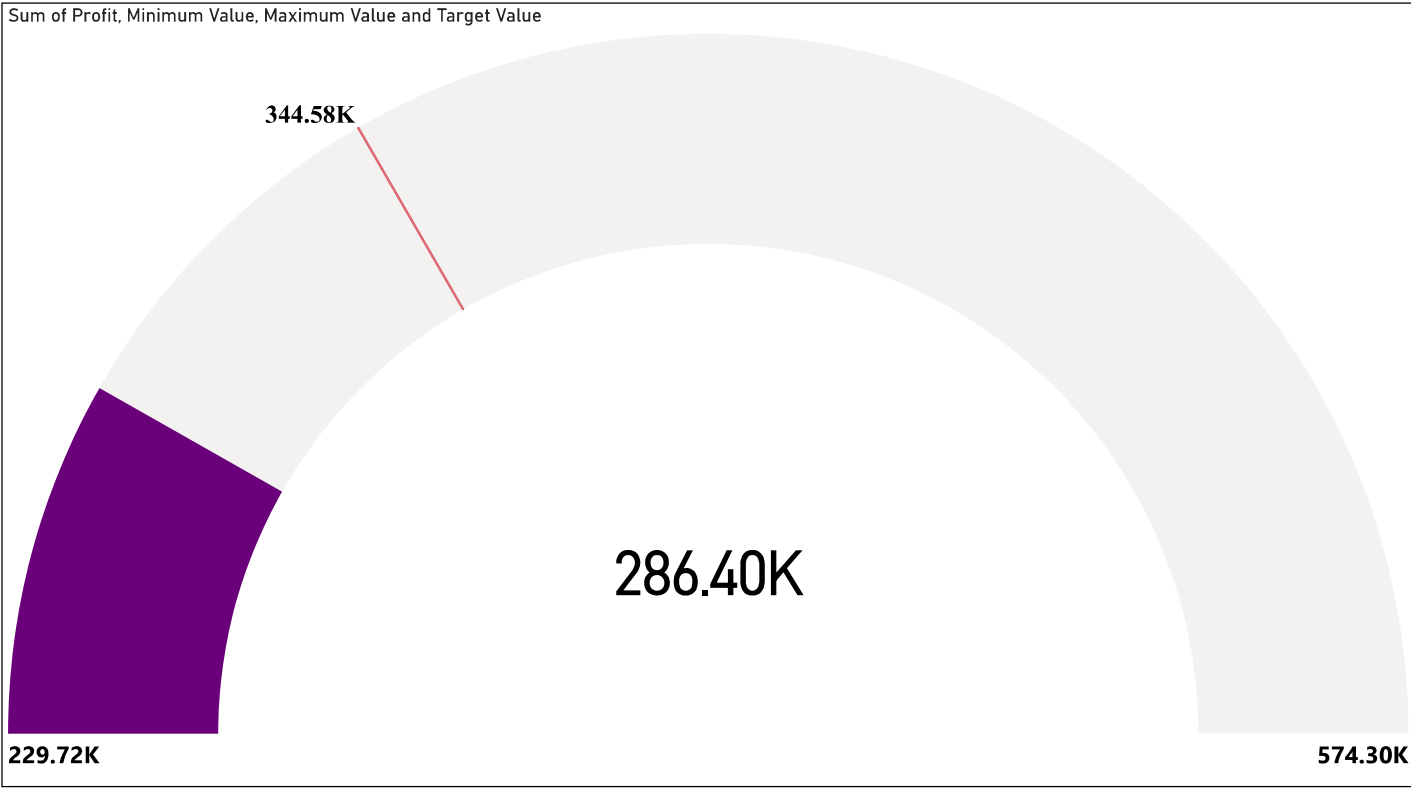 Sum of Profit, Minimum Value, Maximum Value and Target Value
344.58K
286.40K
229.72K
574.30K